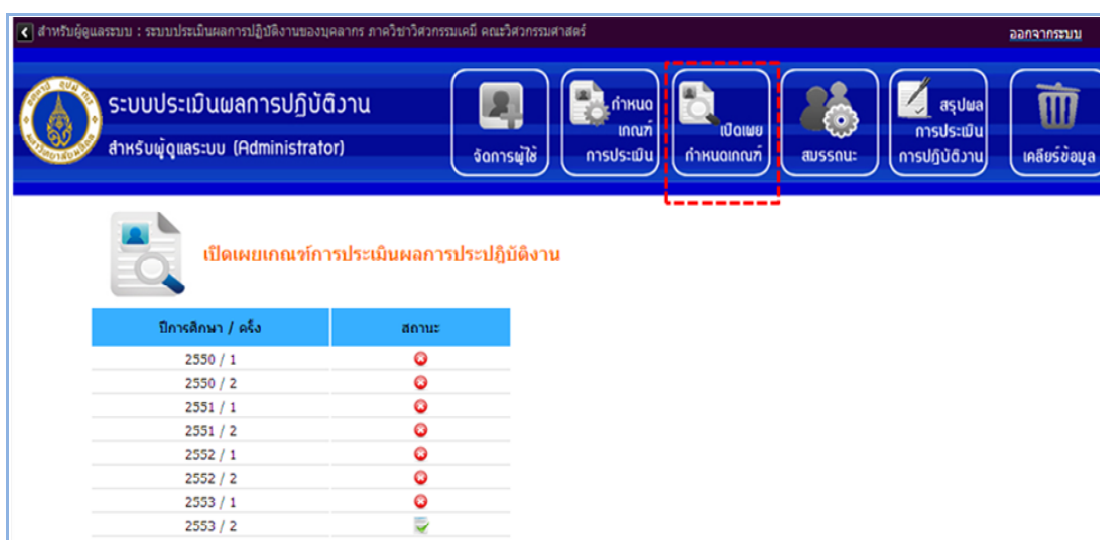 สำหรับผู้ดูแลระบบ : ระบบประเมินผลการปฏิบัติงานของบุคลากร ภาควิชาวิศวกรรมเคมี คณะวิศวกรรมศาสตร์
ออกจากระบบ
ระบบประเมินผลการปฏิบัติงาน
สำหรับผู้ดูแลระบบ (Administrator)
จัดการผู้ใช้
กำหนด
เกณฑ์
การประเมิน
เปิดเผย
กำหนดเกณฑ์
สมรรถนะ
สรุปผล
การประเมิน
การปฏิบัติงาน
เคลียร์ข้อมูล
เปิดเผยเกณฑ์การประเมินผลการประปฏิบัติงาน
ปีการศึกษา / ครั้ง สถานะ
2550 / 1
2550 / 2
2551 / 1
2551 / 2
2552 / 1
2552 / 2
2553 / 1
2553 / 2